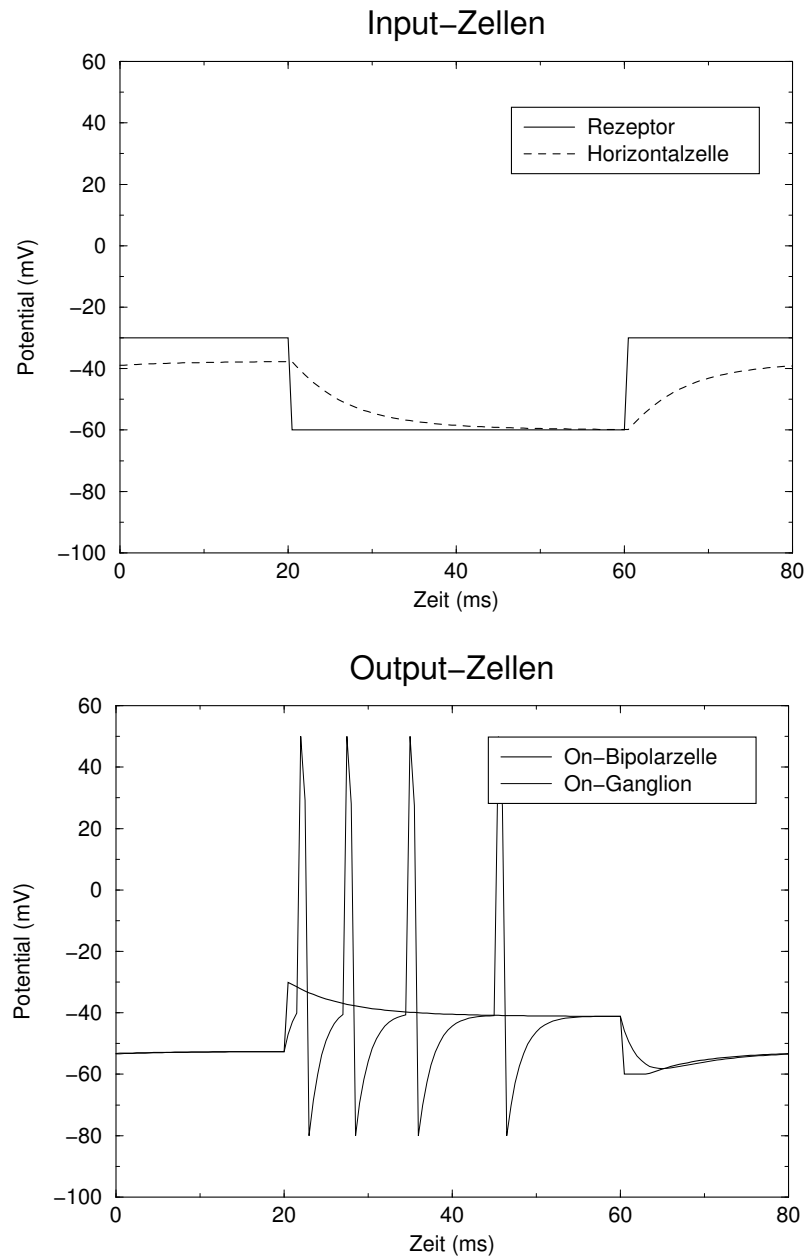 Input−Zellen
60
40
20
0
−20
−40
−60
−80
−100
Potential (mV)
Rezeptor
Horizontalzelle
0 20 40 60 80
Zeit (ms)
Output−Zellen
60
40
20
0
−20
−40
−60
−80
−100
Potential (mV)
On−Bipolarzelle
On−Ganglion
0 20 40 60 80
Zeit (ms)